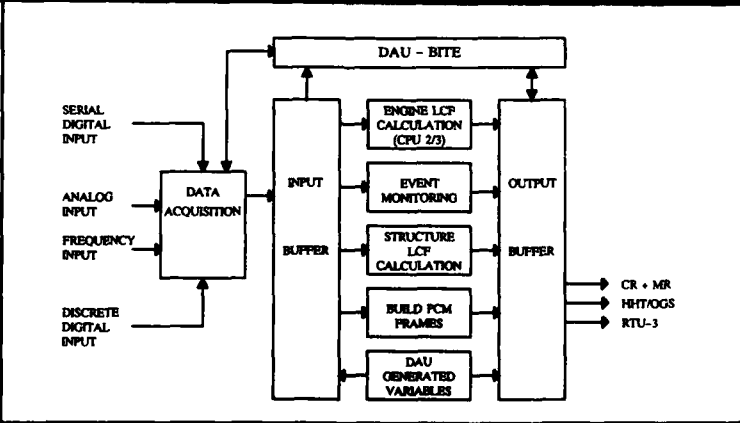 DAU - BITE
SERIAL
DIGITAL
INPUT
ANALOG
INPUT
FREQUENCY
INPUT
DISCRETE
DIGITAL
INPUT
DATA
ACQUISITION
INPUT
BUFFER
ENGINE LCF
CALCULATION
(CPU 2/3)
EVENT
MONITORING
STRUCTURE
LCF
CALCULATION
BUILD PCM
FRAMES
DAU
GENERATED
VARIABLES
OUTPUT
BUFFER
CR + MR
HHT/OGS
RTU-3